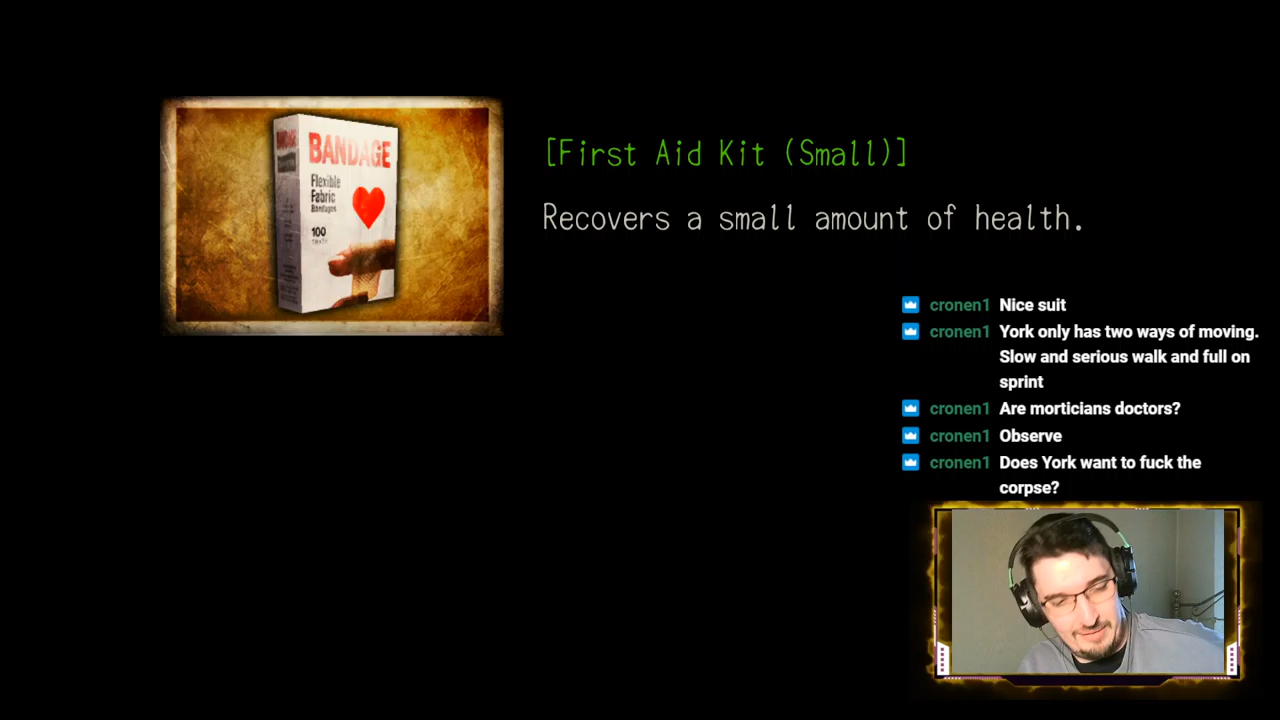 BANDAGE
Flexible
Fabric
Bandages
100
[First Aid Kit (Small)]
Recovers a small amount of health.
cronen1 Nice suit
cronen1 York only has two ways of moving.
Slow and serious walk and full on
sprint
cronen1 Are morticians doctors?
cronen1 Observe
cronen1 Does York want to fuck the
corpse?